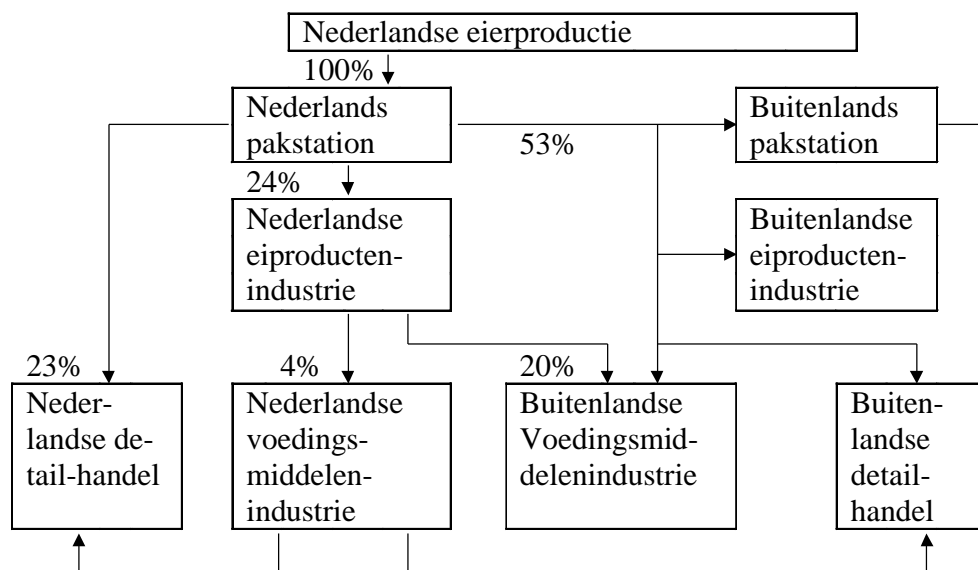 Nederlandse eierproductie
100%
Nederlands
pakstation
53%
Buitenlands
pakstation
24%
Nederlandse
eiproducten-
industrie
Buitenlandse
eiproducten-
industrie
23%
Neder-
landse de-
tail-handel
4%
Nederlandse
voedings-
middelen-
industrie
20%
Buitenlandse
Voedingsmid-
delenindustrie
Buiten-
landse
detail-
handel